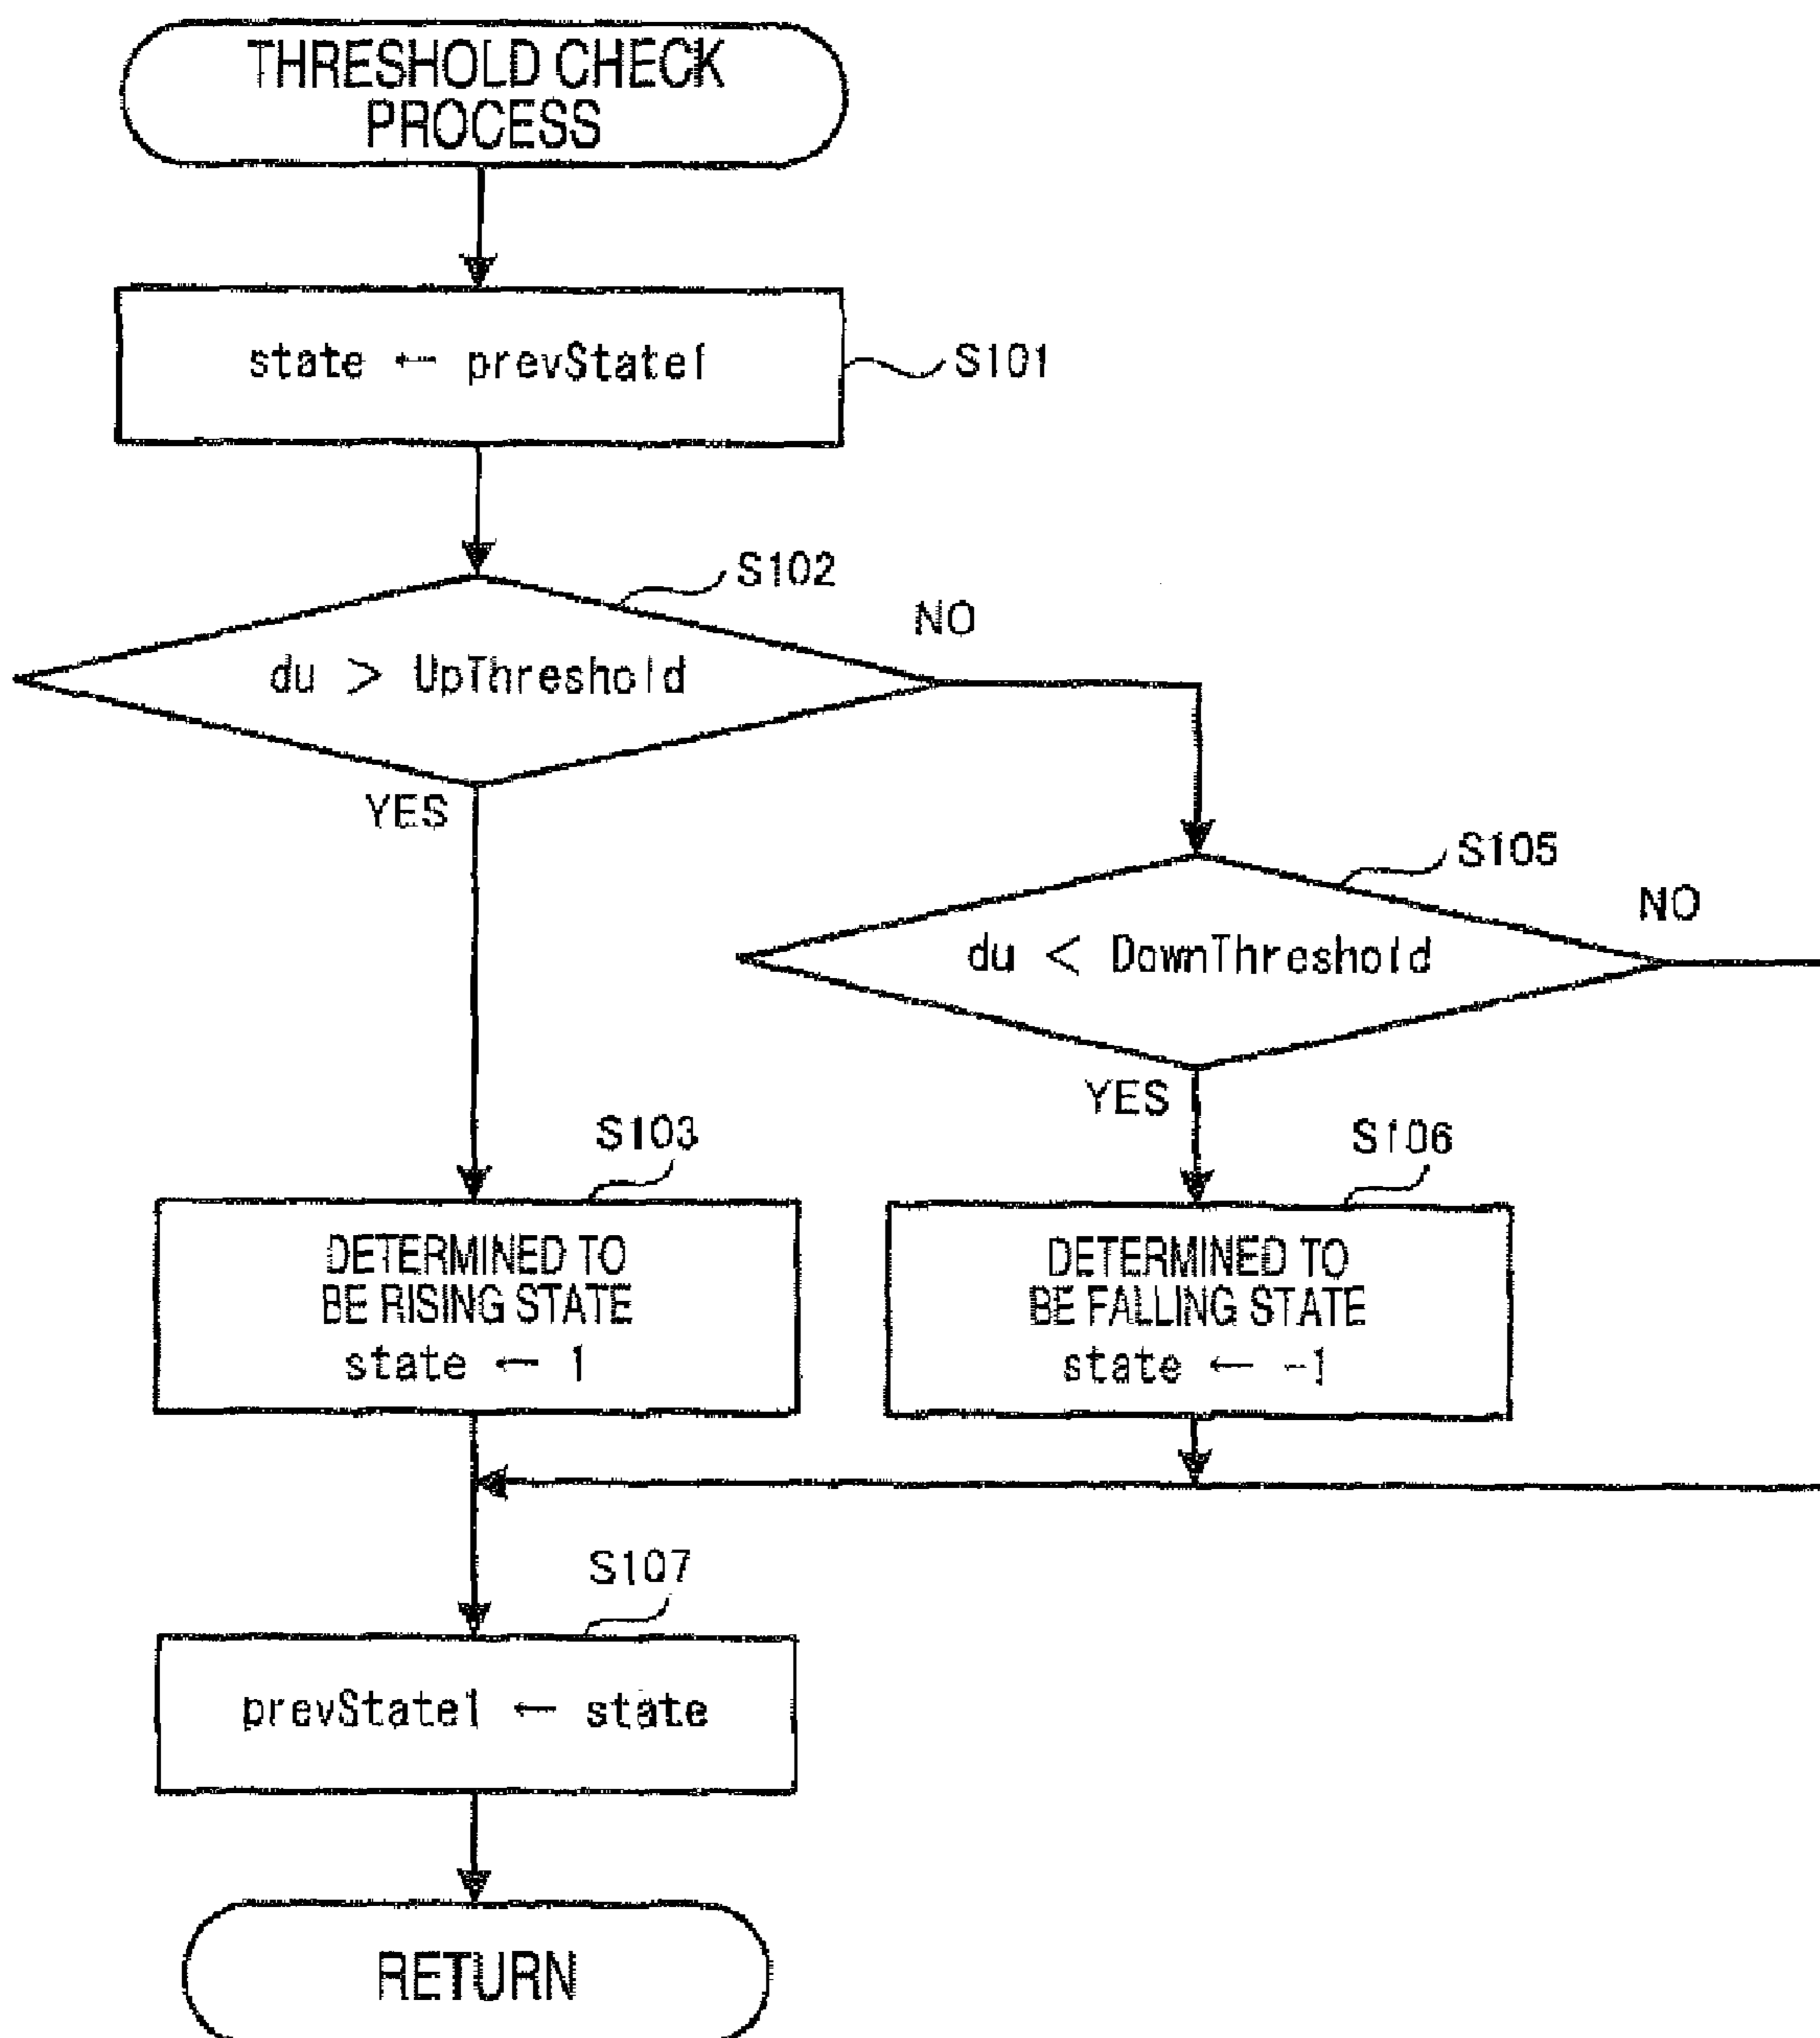 THRESHOLD CHECK
PROCESS
state ← prevState1
S101
S102
du > UpThreshold
NO
YES
S105
du < DownThreshold
NO
YES
S103
DETERMINED TO
BE RISING STATE
state ← 1
S106
DETERMINED TO
BE FALLING STATE
state ← -1
S107
prevState1 ← state
RETURN